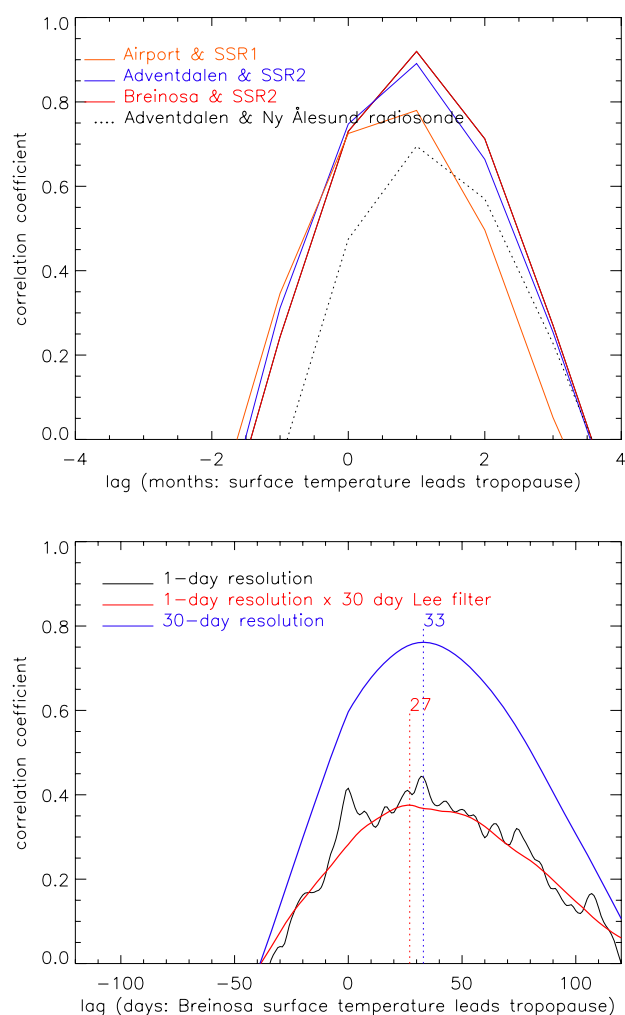 1.0
Airport & SSR1
Adventdalen & SSR2
0.8
Breinosa & SSR2
Adventdalen & Ny Ålesund radiosonde
0.6
correlation coefficient
0.4
0.2
0.0
−4 −2 0 2 4
lag (months: surface temperature leads tropopause)
1.0
1−day resolution
1−day resolution x 30 day Lee filter
30−day resolution
33
0.8
0.6
27
correlation coefficient
0.4
0.2
0.0
−100 −50 0 50 100
lag (days: Breinosa surface temperature leads tropopause)